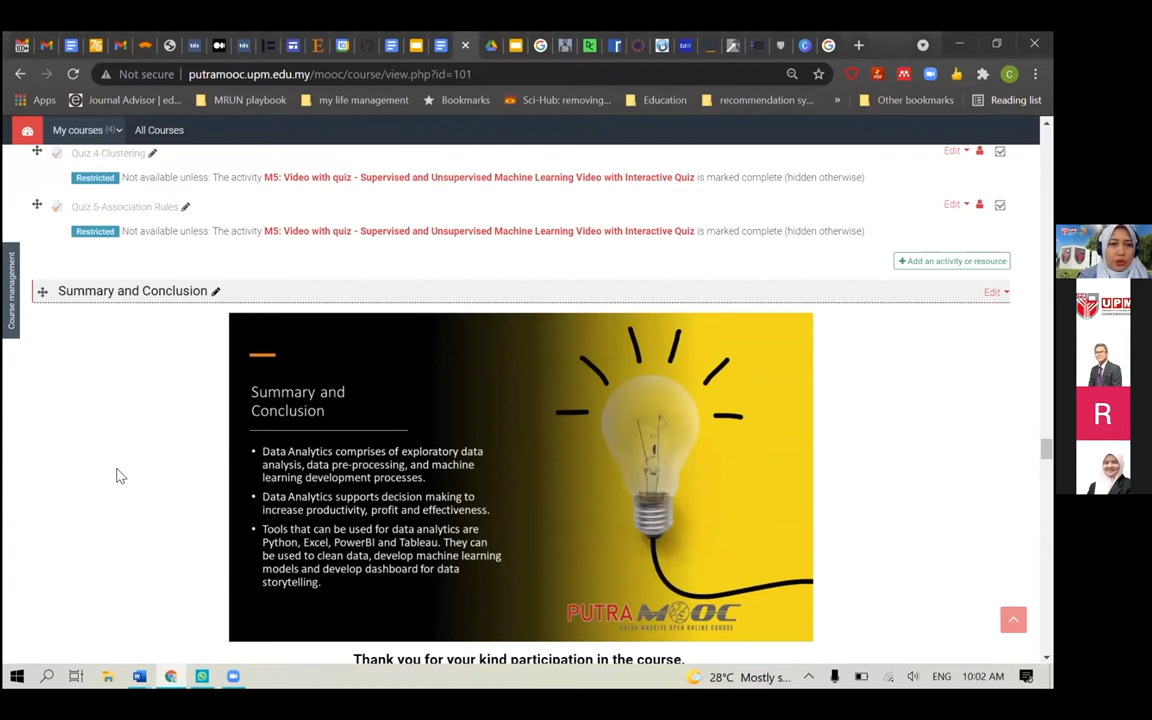 Not secure putramooc.upm.edu.my/mooc/course/view.php?id=101
Apps Journal Advisor | ed... MRUN playbook my life management Bookmarks Sci-Hub: removing,... Education recommendation sy... » Other bookmarks Reading list
My courses (4) All Courses
Quiz 4-Clustering Edit
Restricted Not available unless: The activity M5: Video with quiz - Supervised and Unsupervised Machine Learning Video with Interactive Quiz is marked complete (hidden otherwise)
Quiz 5-Association Rules Edit
Restricted Not available unless: The activity M5: Video with quiz - Supervised and Unsupervised Machine Learning Video with Interactive Quiz is marked complete (hidden otherwise)
+ Add an activity or resource
Course management
Summary and Conclusion Edit
Summary and
Conclusion
• Data Analytics comprises of exploratory data
analysis, data pre-processing, and machine
learning development processes.
• Data Analytics supports decision making to
increase productivity, profit and effectiveness.
• Tools that can be used for data analytics are
Python, Excel, PowerBI and Tableau. They can
be used to clean data, develop machine learning
models and develop dashboard for data
storytelling.
PUTRA MOOC
PUTRA MASSIVE OPEN ONLINE COURSE
Thank you for your kind participation in the course.
28°C Mostly s... ENG 10:02 AM
UPM
R